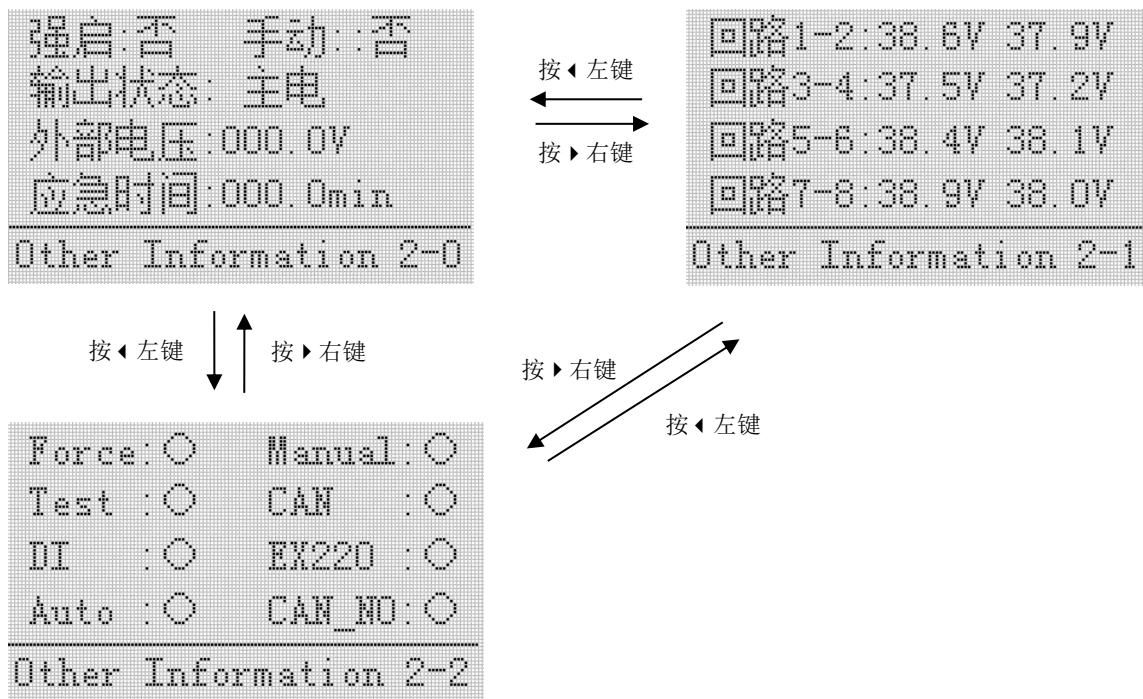 强启:否 手动::否
输出状态: 主电
外部电压:000.0V
应急时间:000.0min
Other Information 2-0
按◀左键
按▶右键
回路1-2:38.6V 37.9V
回路3-4:37.5V 37.2V
回路5-6:38.4V 38.1V
回路7-8:38.9V 38.0V
Other Information 2-1
按◀左键
按▶右键
按▶右键
按◀左键
Force:○ Manual:○
Test :○ CAN :○
DI :○ EX220 :○
Auto :○ CAN_NO:○
Other Information 2-2